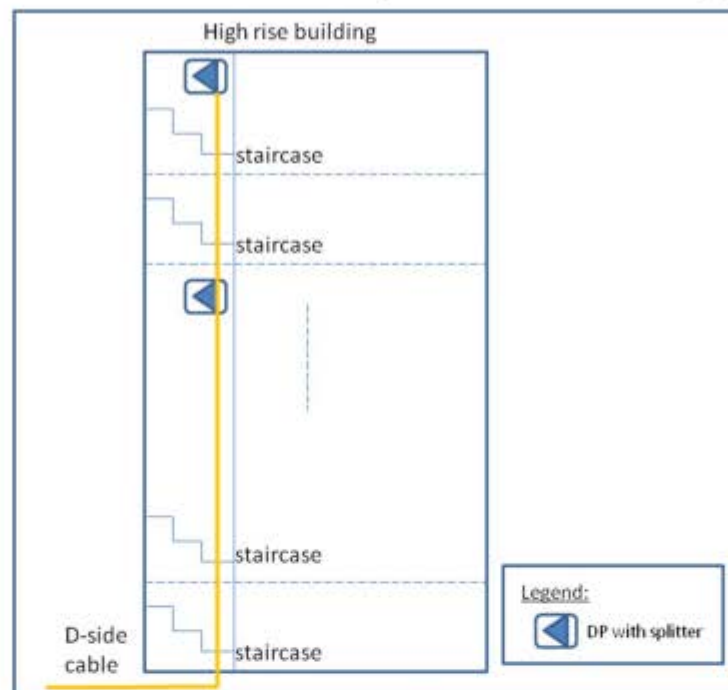 High rise building
staircase
staircase
staircase
Legend:
DP with splitter
D-side
cable
staircase